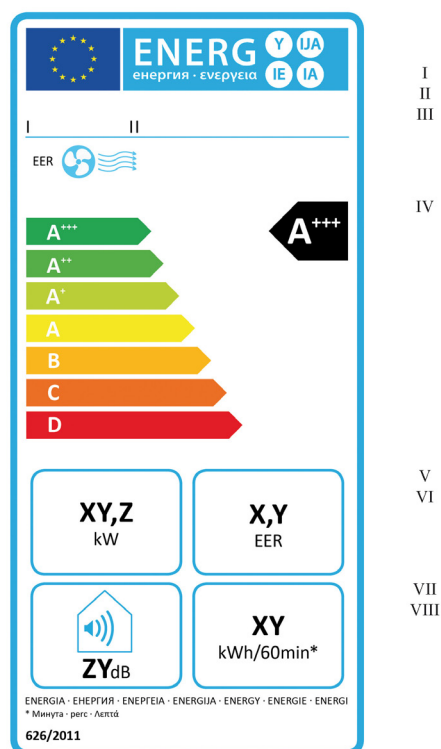 ENERG Y IJA
енергия · ενεργεια IE IA
I
II
III
I II
EER
IV
A+++
A+++
A++
A+
A
B
C
D
V
VI
XY,Z
kW
X,Y
EER
VII
VIII
ZYdB
XY
kWh/60min*
ENERGIA · ЕНЕРГИЯ · ΕΝΕΡΓΕΙΑ · ENERGIJA · ENERGY · ENERGIE · ENERGI
* Минута · perc · Λεπτά
626/2011